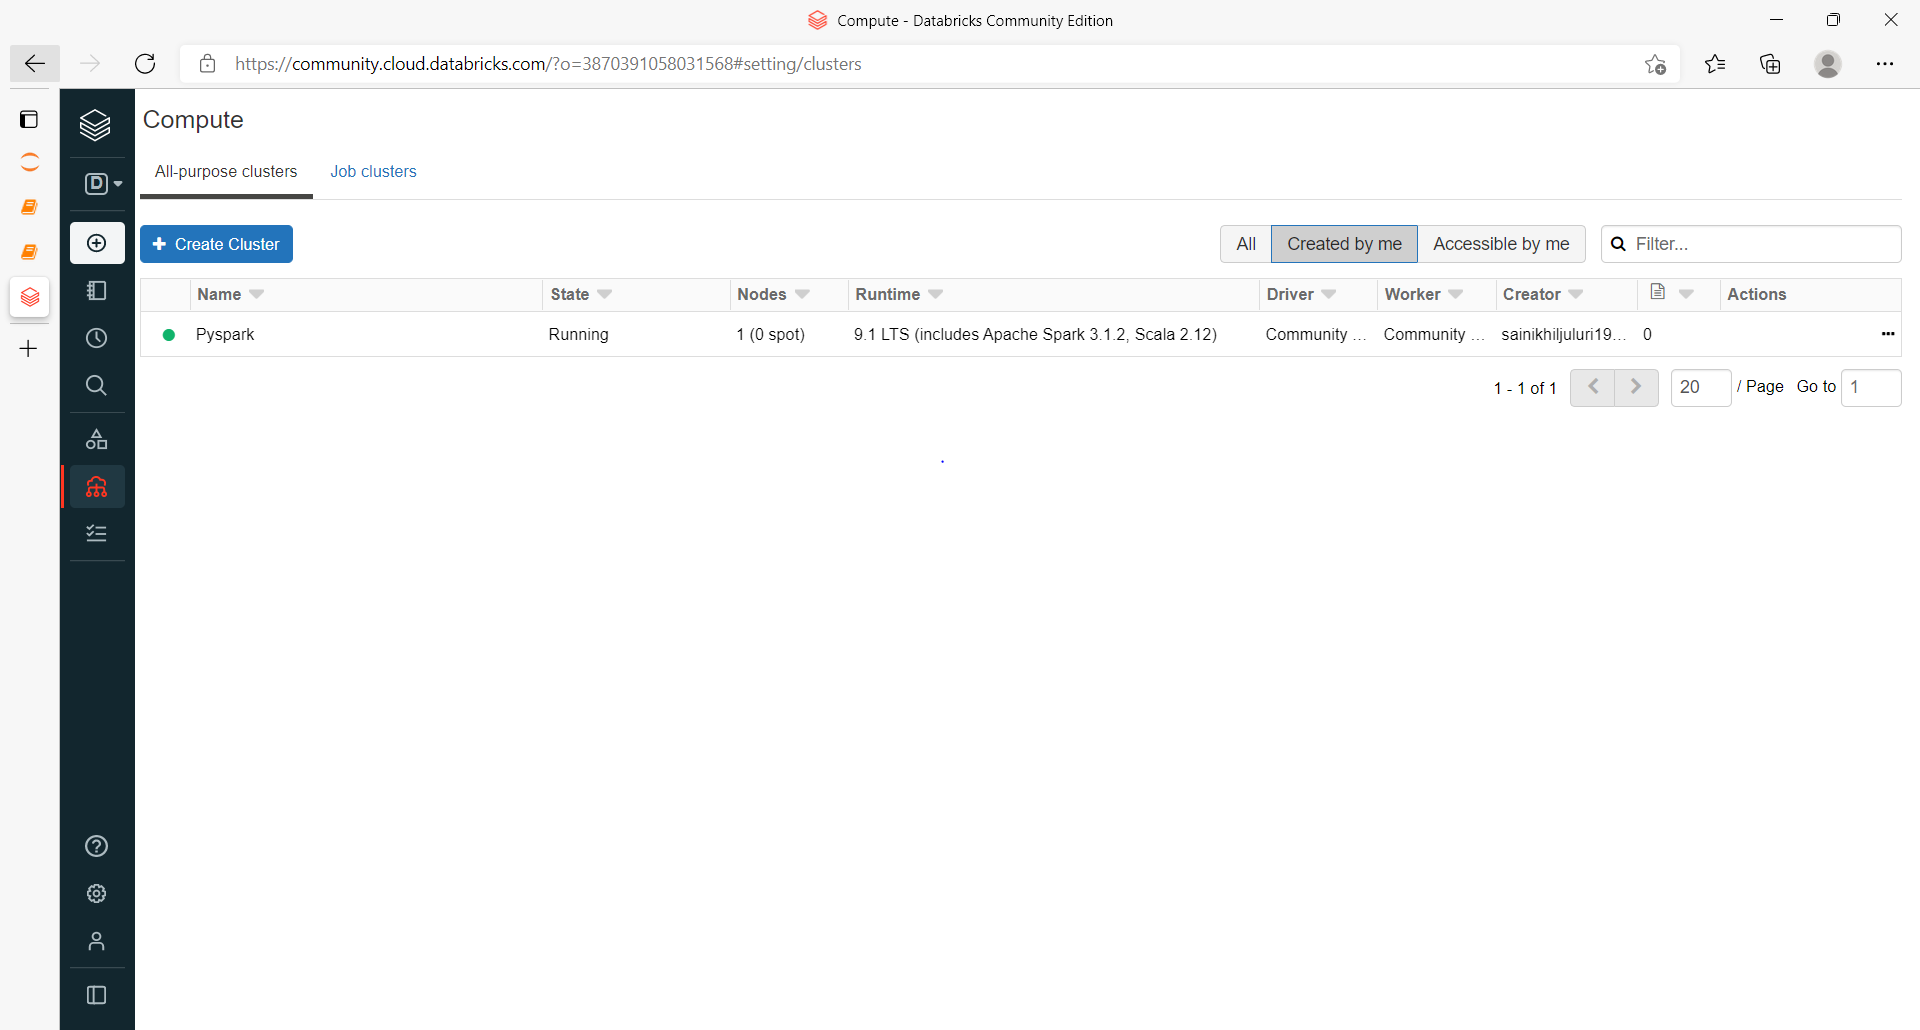 Compute - Databricks Community Edition
https://community.cloud.databricks.com/?o=3870391058031568#setting/clusters
Compute
All-purpose clusters Job clusters
D
Create Cluster All Created by me Accessible by me Filter...
Name State Nodes Runtime Driver Worker Creator Actions
Pyspark Running 1 (0 spot) 9.1 LTS (includes Apache Spark 3.1.2, Scala 2.12) Community ... Community ... sainikhiljuluri19... 0
1 - 1 of 1 20 / Page Go to 1